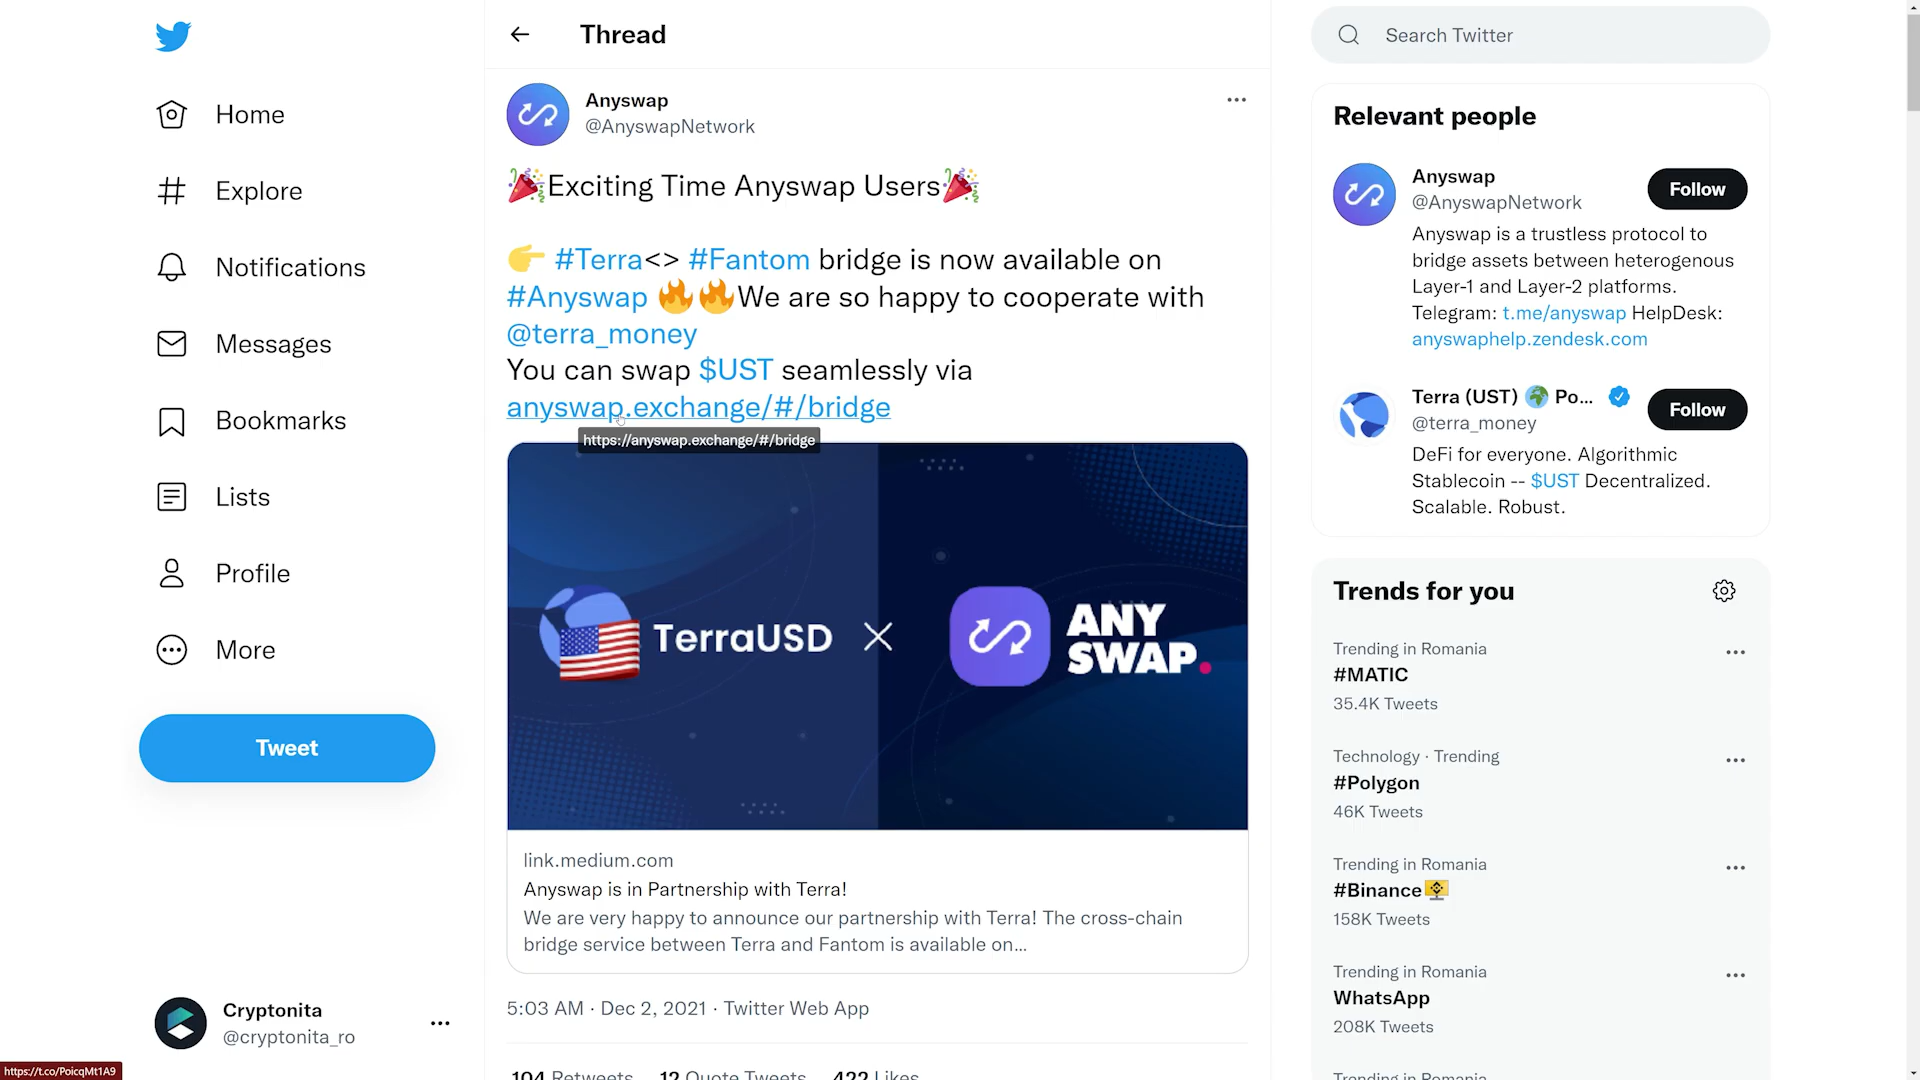 Home
Explore
Notifications
Messages
Bookmarks
Lists
Profile
More
Tweet
Cryptonita
@cryptonita_ro
https://t.co/PoicqMt1A9
Thread
Anyswap
@AnyswapNetwork
🎉Exciting Time Anyswap Users🎉
👉 #Terra<> #Fantom bridge is now available on
#Anyswap 🔥🔥We are so happy to cooperate with
@terra_money
You can swap $UST seamlessly via
anyswap.exchange/#/bridge
https://anyswap.exchange/#/bridge
TerraUSD
ANY
SWAP.
link.medium.com
Anyswap is in Partnership with Terra!
We are very happy to announce our partnership with Terra! The cross-chain
bridge service between Terra and Fantom is available on...
5:03 AM · Dec 2, 2021 · Twitter Web App
104 Retweets 12 Quote Tweets 422 Likes
Search Twitter
Relevant people
Anyswap
@AnyswapNetwork
Follow
Anyswap is a trustless protocol to
bridge assets between heterogenous
Layer-1 and Layer-2 platforms.
Telegram: t.me/anyswap HelpDesk:
anyswaphelp.zendesk.com
Terra (UST) 🌍 Po...
@terra_money
Follow
DeFi for everyone. Algorithmic
Stablecoin -- $UST Decentralized.
Scalable. Robust.
Trends for you
Trending in Romania
#MATIC
35.4K Tweets
Technology · Trending
#Polygon
46K Tweets
Trending in Romania
#Binance
158K Tweets
Trending in Romania
WhatsApp
208K Tweets
Trending in Romania